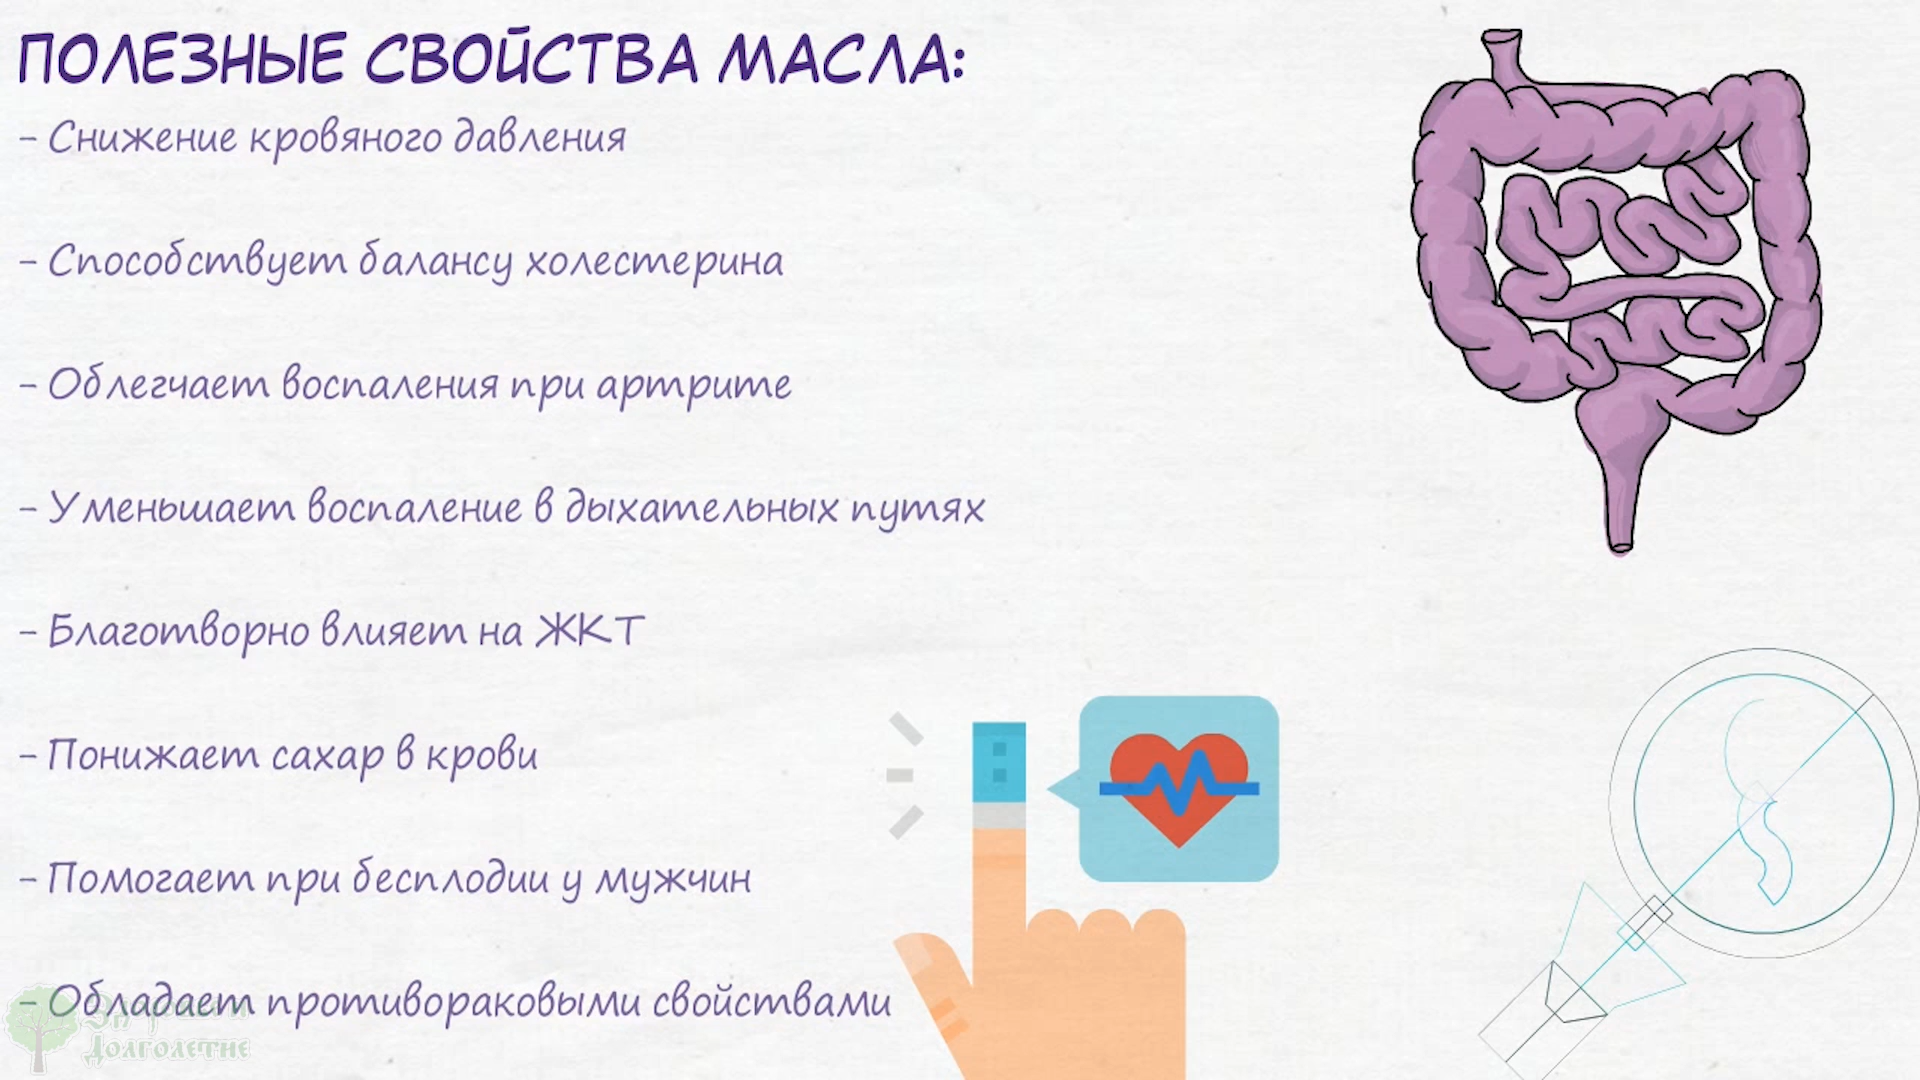 ПОЛЕЗНЫЕ СВОЙСТВА МАСЛА:
- Снижение кровяного давления
- Способствует балансу холестерина
- Облегчает воспаления при артрите
- Уменьшает воспаление в дыхательных путях
- Благотворно влияет на ЖКТ
- Понижает сахар в крови
- Помогает при бесплодии у мужчин
- Обладает противораковыми свойствами
Долголетие